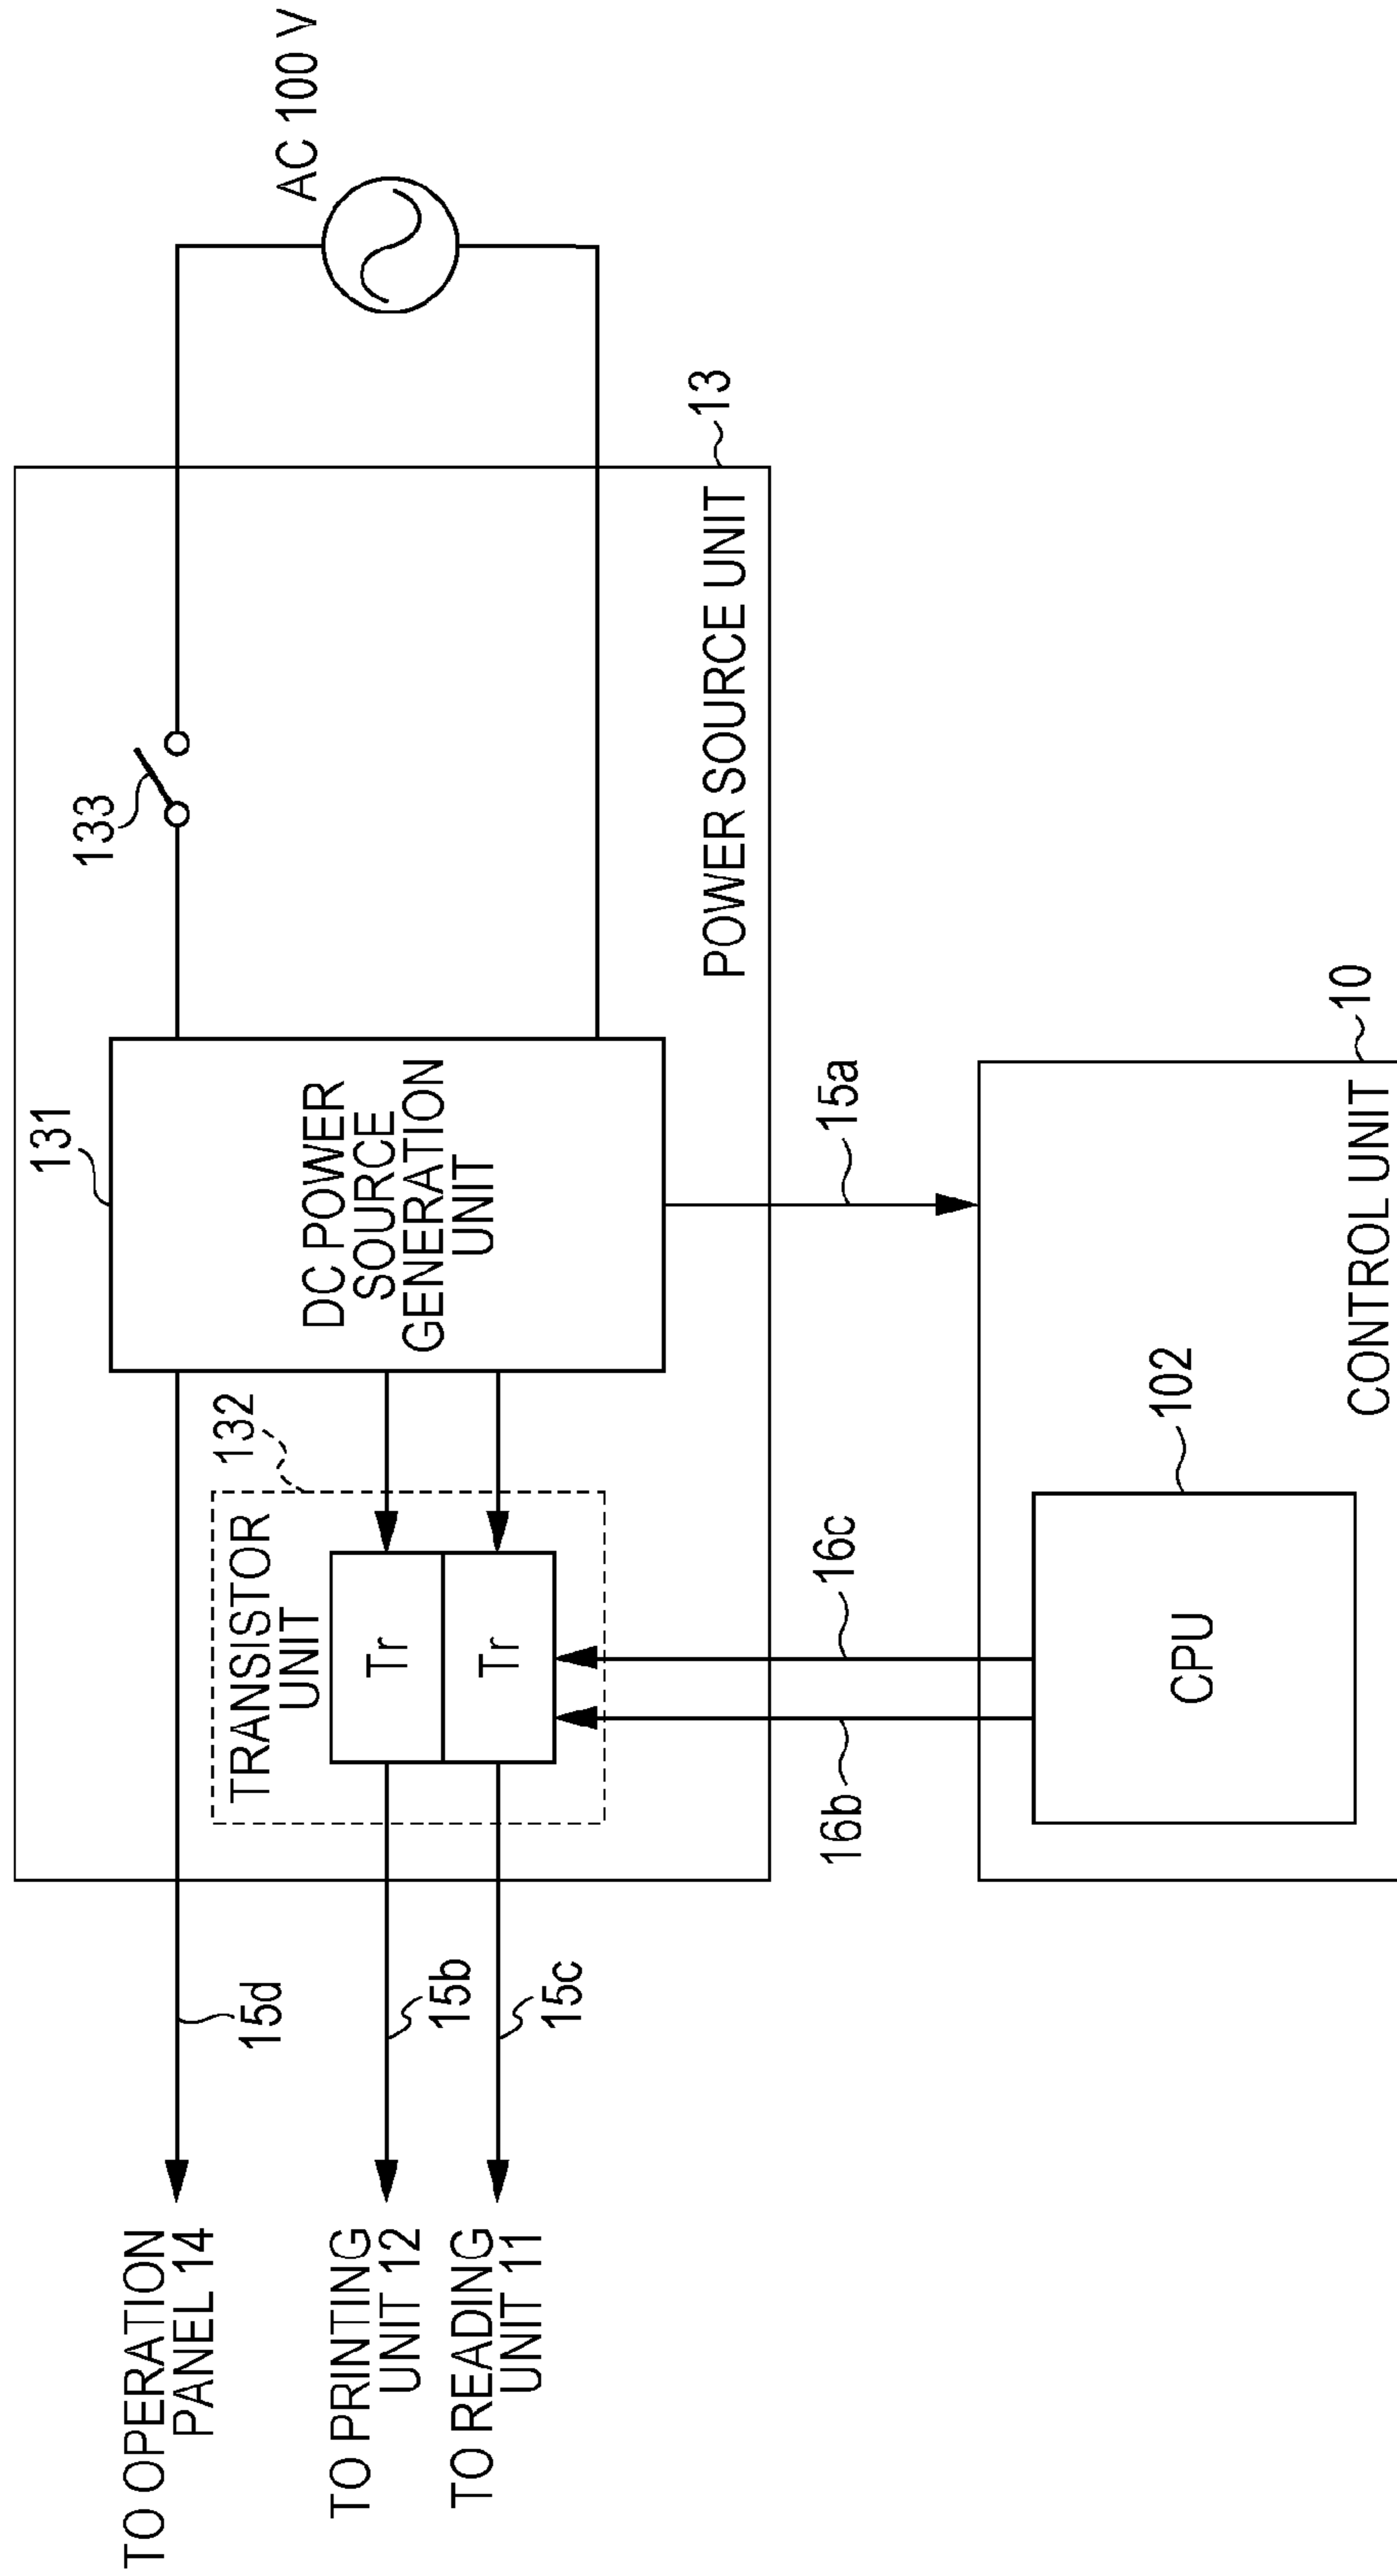 TO OPERATION
PANEL 14
TO PRINTING
UNIT 12
TO READING
UNIT 11
15d
15b
15c
TRANSISTOR
UNIT
132
Tr
Tr
131
DC POWER
SOURCE
GENERATION
UNIT
133
AC 100 V
POWER SOURCE UNIT
13
16b
16c
15a
CPU
102
CONTROL UNIT
10